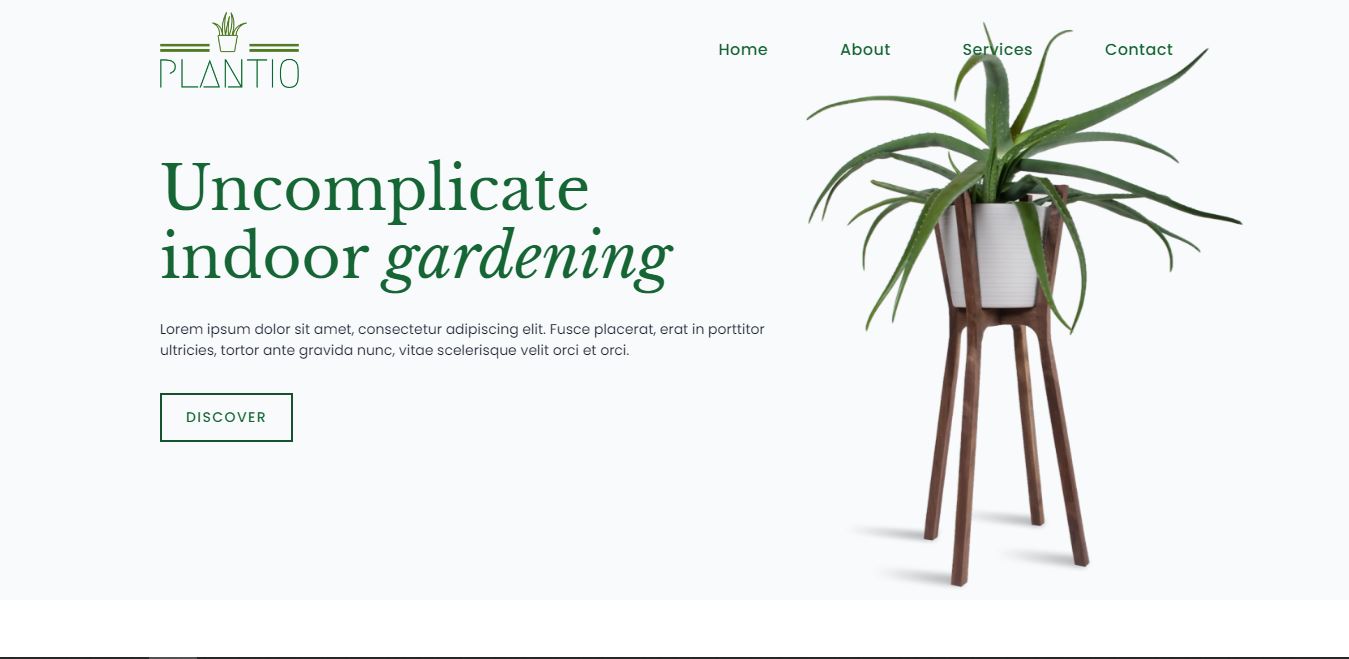 PLANTIO
Home About Services Contact
Uncomplicate
indoor gardening
Lorem ipsum dolor sit amet, consectetur adipiscing elit. Fusce placerat, erat in porttitor
ultricies, tortor ante gravida nunc, vitae scelerisque velit orci et orci.
DISCOVER